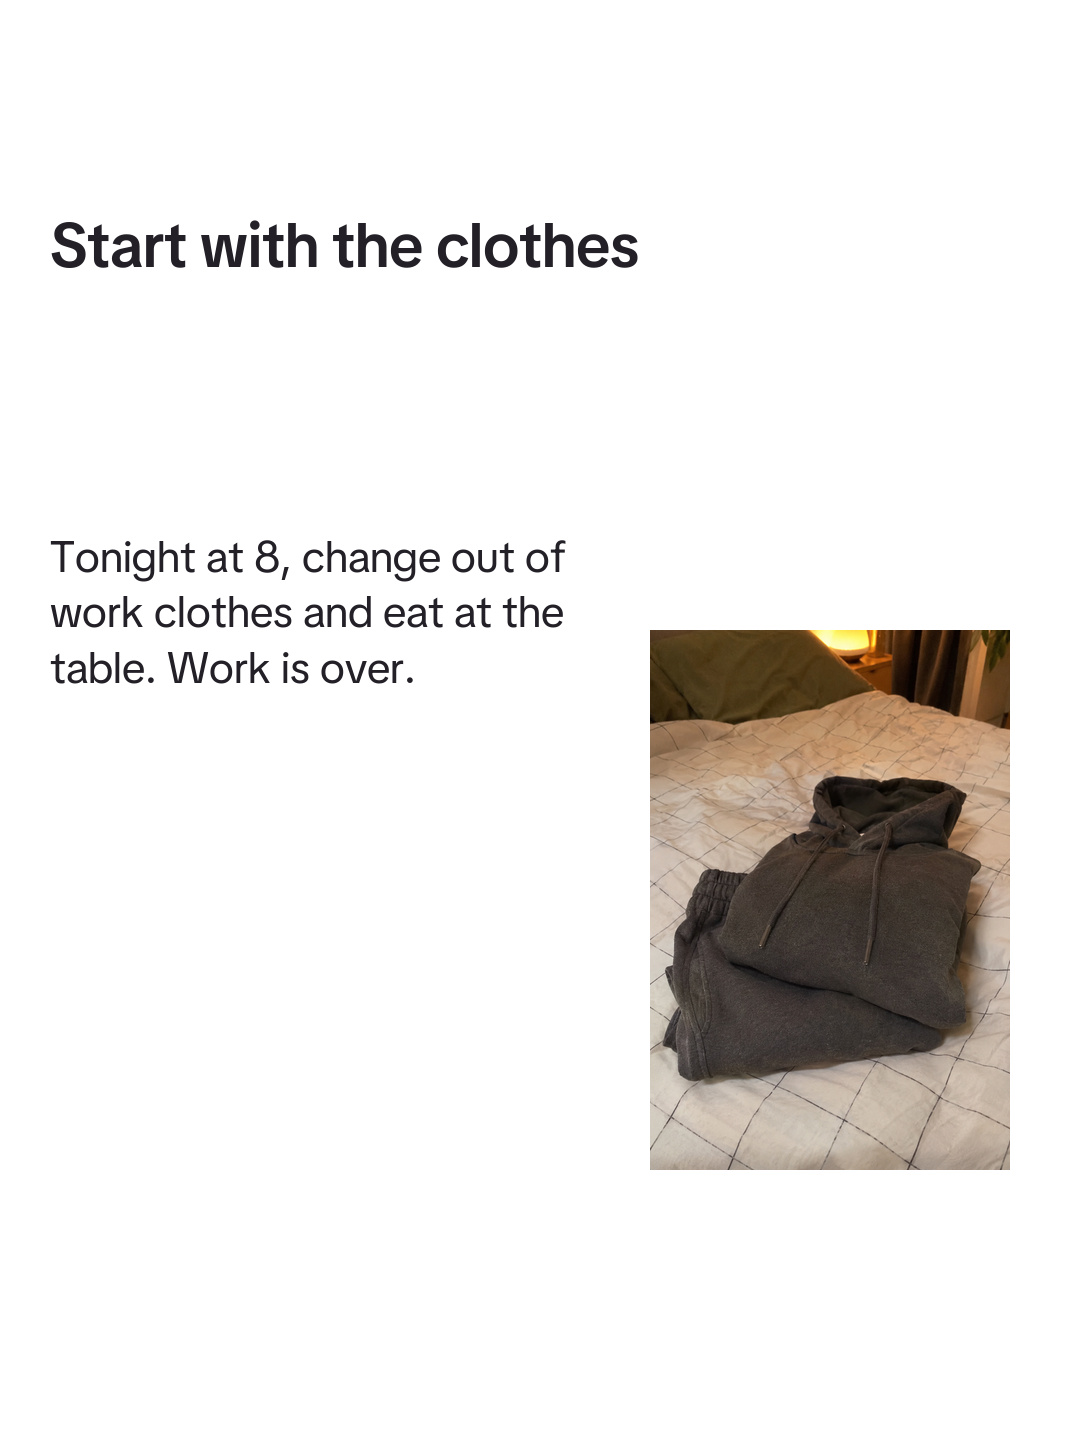 Start with the clothes
Tonight at 8, change out of
work clothes and eat at the
table. Work is over.